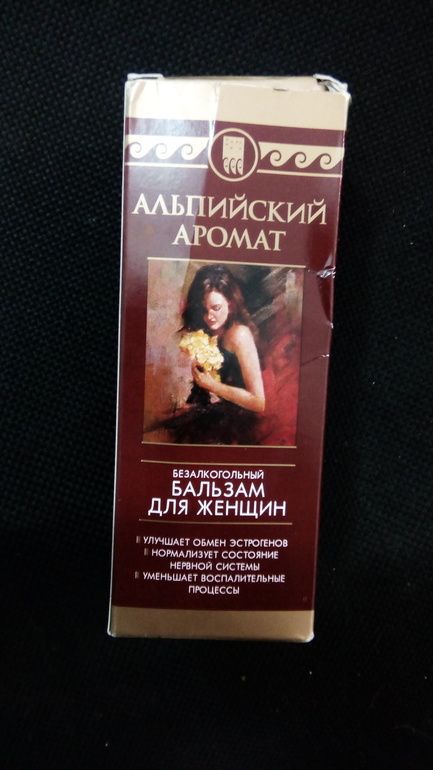 АЛЬПИЙСКИЙ
АРОМАТ
БЕЗАЛКОГОЛЬНЫЙ
БАЛЬЗАМ
ДЛЯ ЖЕНЩИН
УЛУЧШАЕТ ОБМЕН ЭСТРОГЕНОВ
НОРМАЛИЗУЕТ СОСТОЯНИЕ
НЕРВНОЙ СИСТЕМЫ
УМЕНЬШАЕТ ВОСПАЛИТЕЛЬНЫЕ
ПРОЦЕССЫ